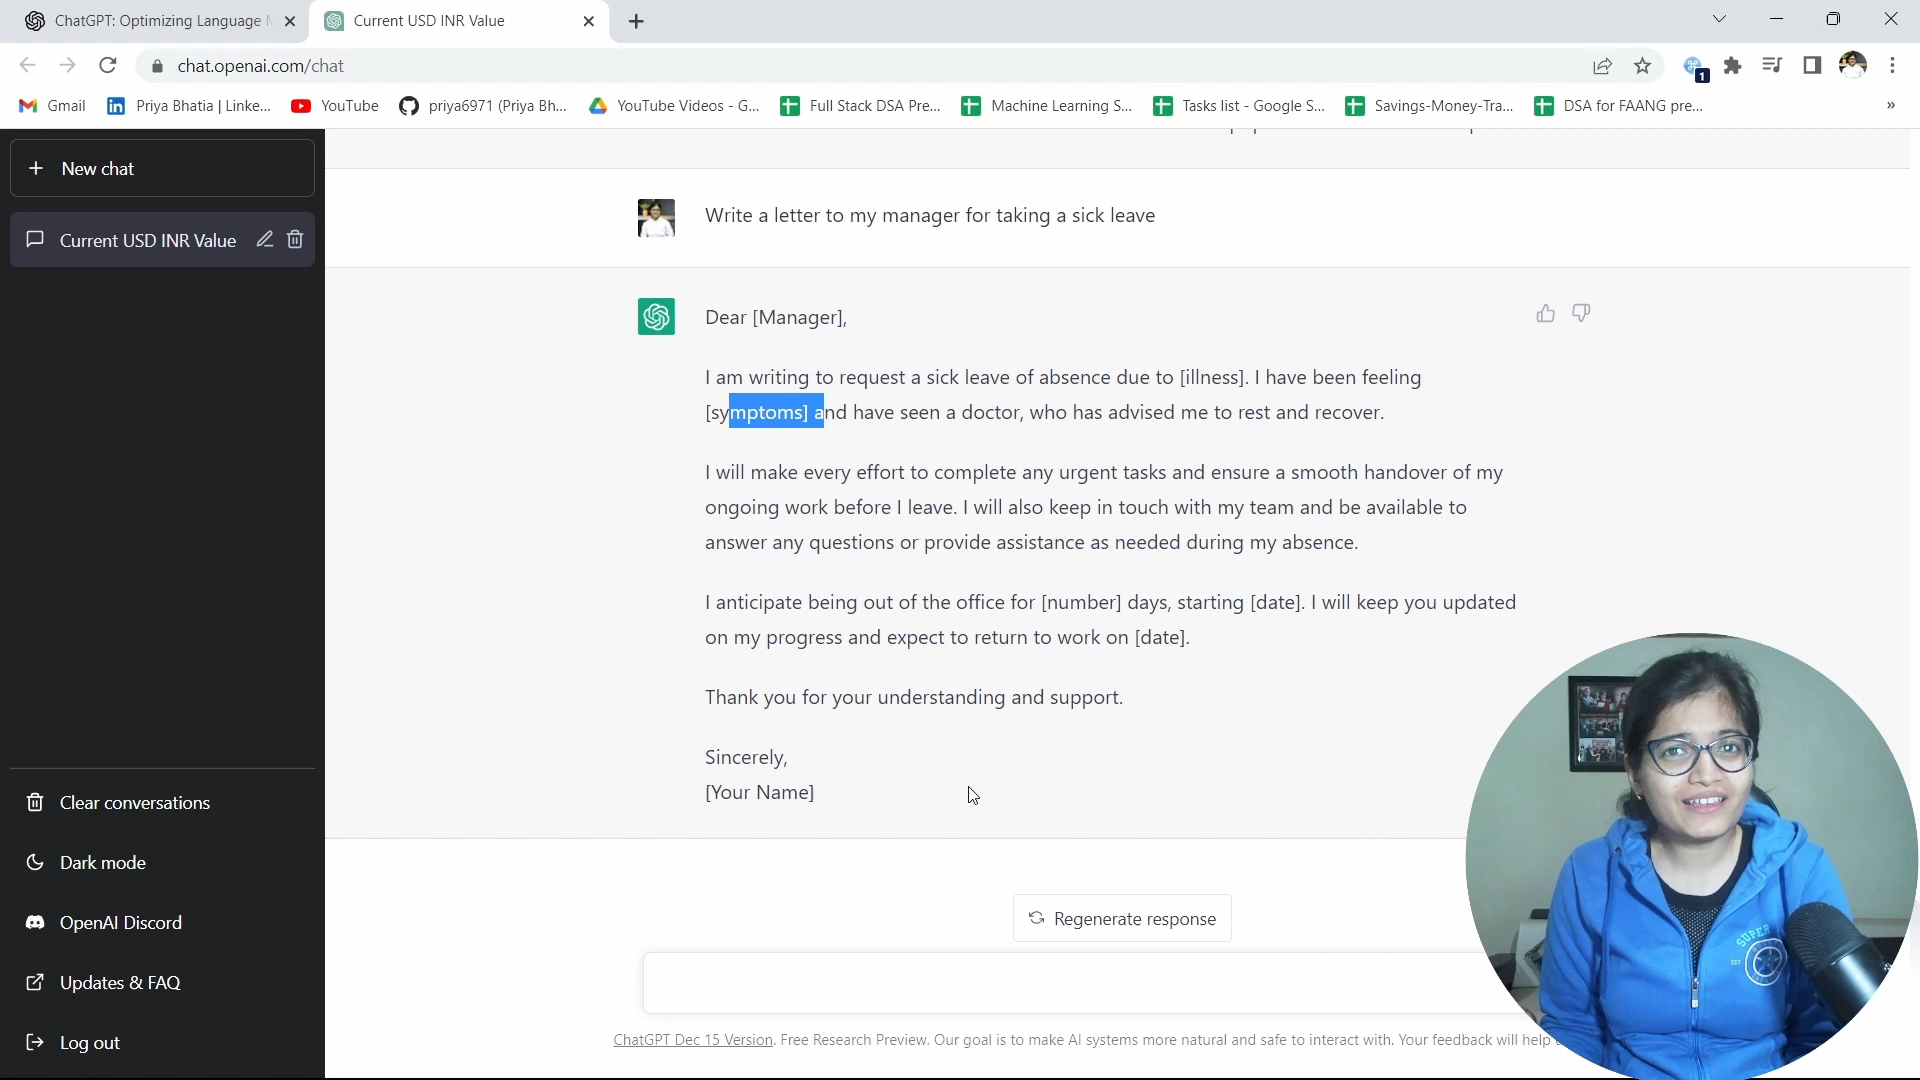 ChatGPT: Optimizing Language
Current USD INR Value
chat.openai.com/chat
1
Gmail
Priya Bhatia | Linke...
YouTube
priya6971 (Priya Bh...
YouTube Videos - G...
Full Stack DSA Pre...
Machine Learning S...
Tasks list - Google S...
Savings-Money-Tra...
DSA for FAANG pre...
»
New chat
Current USD INR Value
Write a letter to my manager for taking a sick leave
Dear [Manager],
I am writing to request a sick leave of absence due to [illness]. I have been feeling
[symptoms] and have seen a doctor, who has advised me to rest and recover.
I will make every effort to complete any urgent tasks and ensure a smooth handover of my
ongoing work before I leave. I will also keep in touch with my team and be available to
answer any questions or provide assistance as needed during my absence.
I anticipate being out of the office for [number] days, starting [date]. I will keep you updated
on my progress and expect to return to work on [date].
Thank you for your understanding and support.
Sincerely,
[Your Name]
Clear conversations
Dark mode
OpenAI Discord
Updates & FAQ
Log out
Regenerate response
ChatGPT Dec 15 Version. Free Research Preview. Our goal is to make AI systems more natural and safe to interact with. Your feedback will help
SUPER
EST.